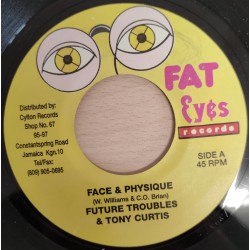 FAT
Eyes
records
Distributed by:
Cylton Records
Shop No. 67
95-97
Constantspring Road
Jamaica Kgn.10
Tel/Fax:
(809) 905-0695
SIDE A
45 RPM
FACE & PHYSIQUE
(W. Williams & C.O. Brian)
FUTURE TROUBLES
& TONY CURTIS